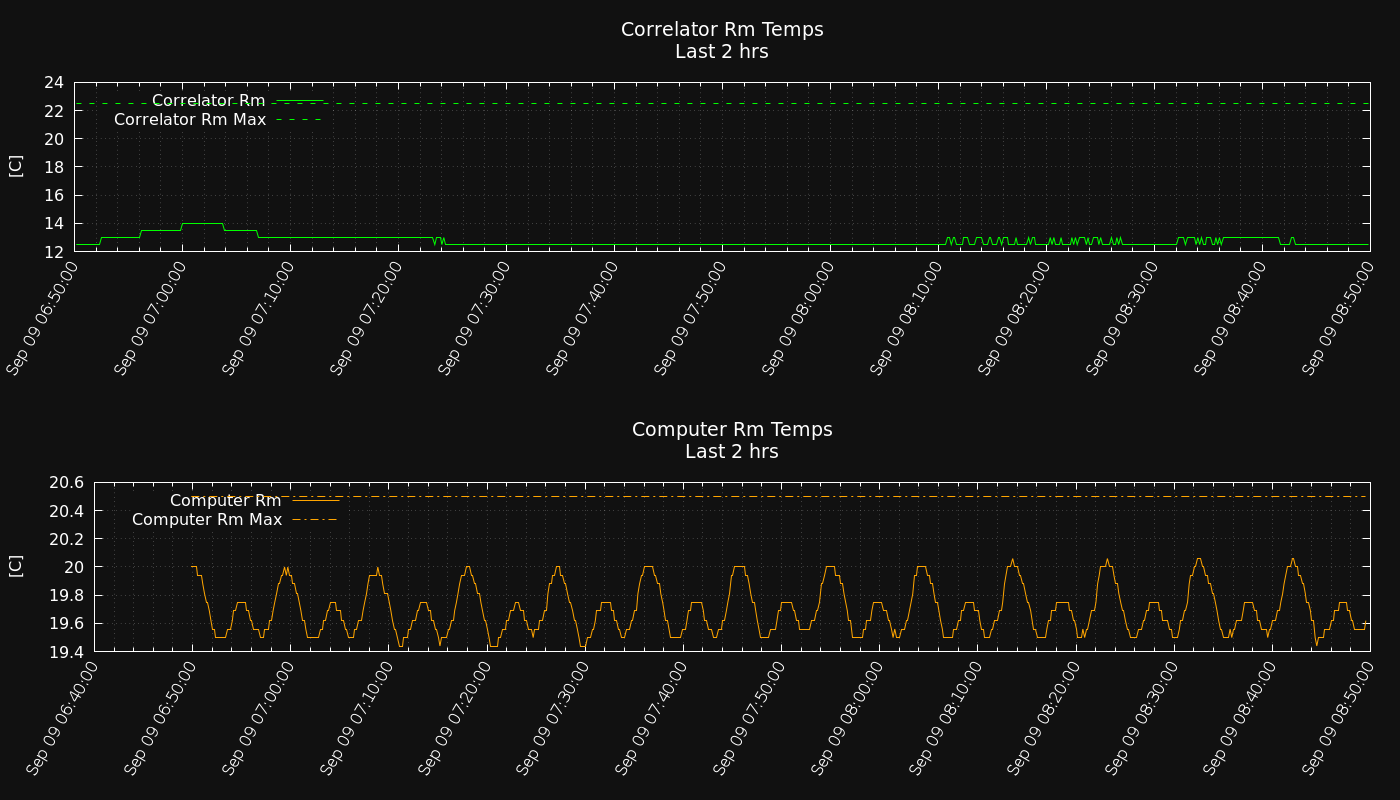 Correlator Rm Temps
Last 2 hrs
[C]
24
22
20
18
16
14
12
Correlator Rm
Correlator Rm Max
Sep 09 06:50:00
Sep 09 07:00:00
Sep 09 07:10:00
Sep 09 07:20:00
Sep 09 07:30:00
Sep 09 07:40:00
Sep 09 07:50:00
Sep 09 08:00:00
Sep 09 08:10:00
Sep 09 08:20:00
Sep 09 08:30:00
Sep 09 08:40:00
Sep 09 08:50:00
Computer Rm Temps
Last 2 hrs
[C]
20.6
20.4
20.2
20
19.8
19.6
19.4
Computer Rm
Computer Rm Max
Sep 09 06:40:00
Sep 09 06:50:00
Sep 09 07:00:00
Sep 09 07:10:00
Sep 09 07:20:00
Sep 09 07:30:00
Sep 09 07:40:00
Sep 09 07:50:00
Sep 09 08:00:00
Sep 09 08:10:00
Sep 09 08:20:00
Sep 09 08:30:00
Sep 09 08:40:00
Sep 09 08:50:00